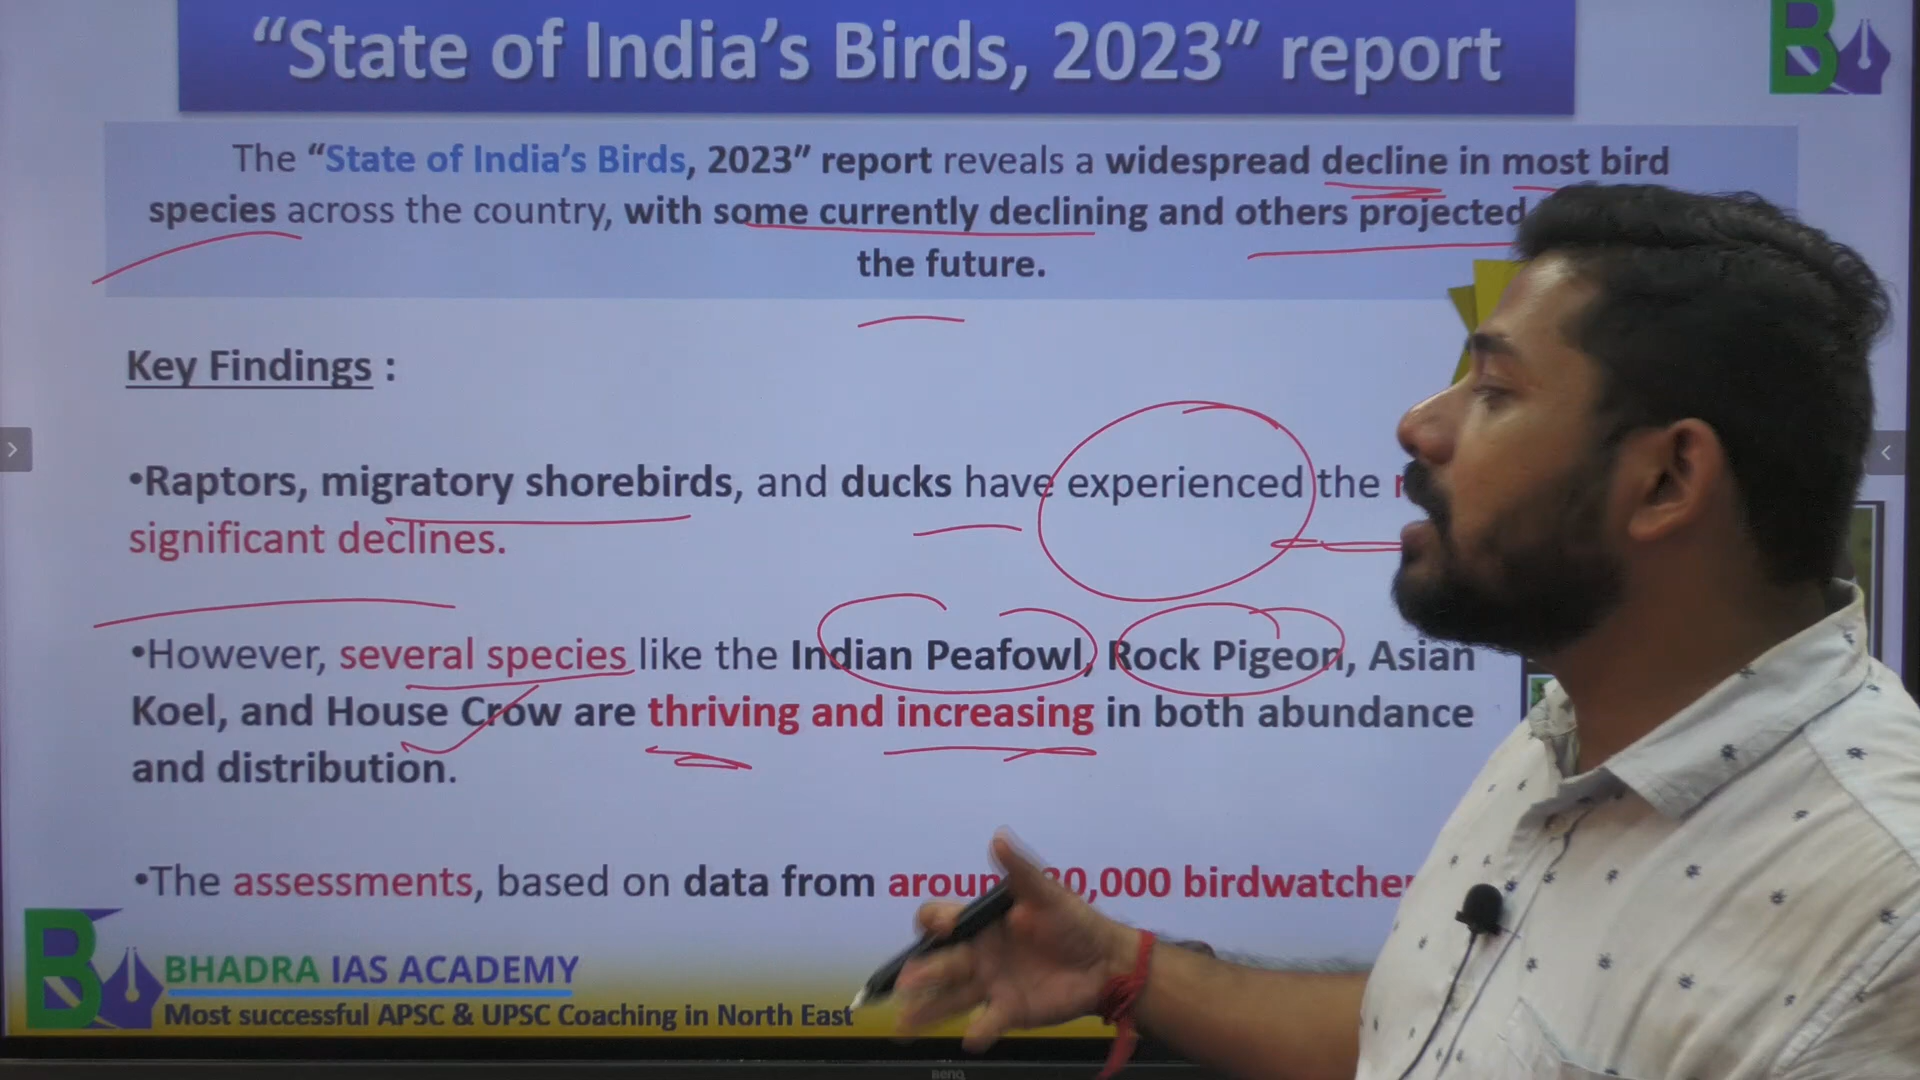 “State of India’s Birds, 2023” report
The “State of India’s Birds, 2023” report reveals a widespread decline in most bird
species across the country, with some currently declining and others projected
the future.
Key Findings :
•Raptors, migratory shorebirds, and ducks have experienced the
significant declines.
•However, several species like the Indian Peafowl, Rock Pigeon, Asian
Koel, and House Crow are thriving and increasing in both abundance
and distribution.
•The assessments, based on data from
BHADRA IAS ACADEMY
Most successful APSC & UPSC Coaching in North East
BenQ